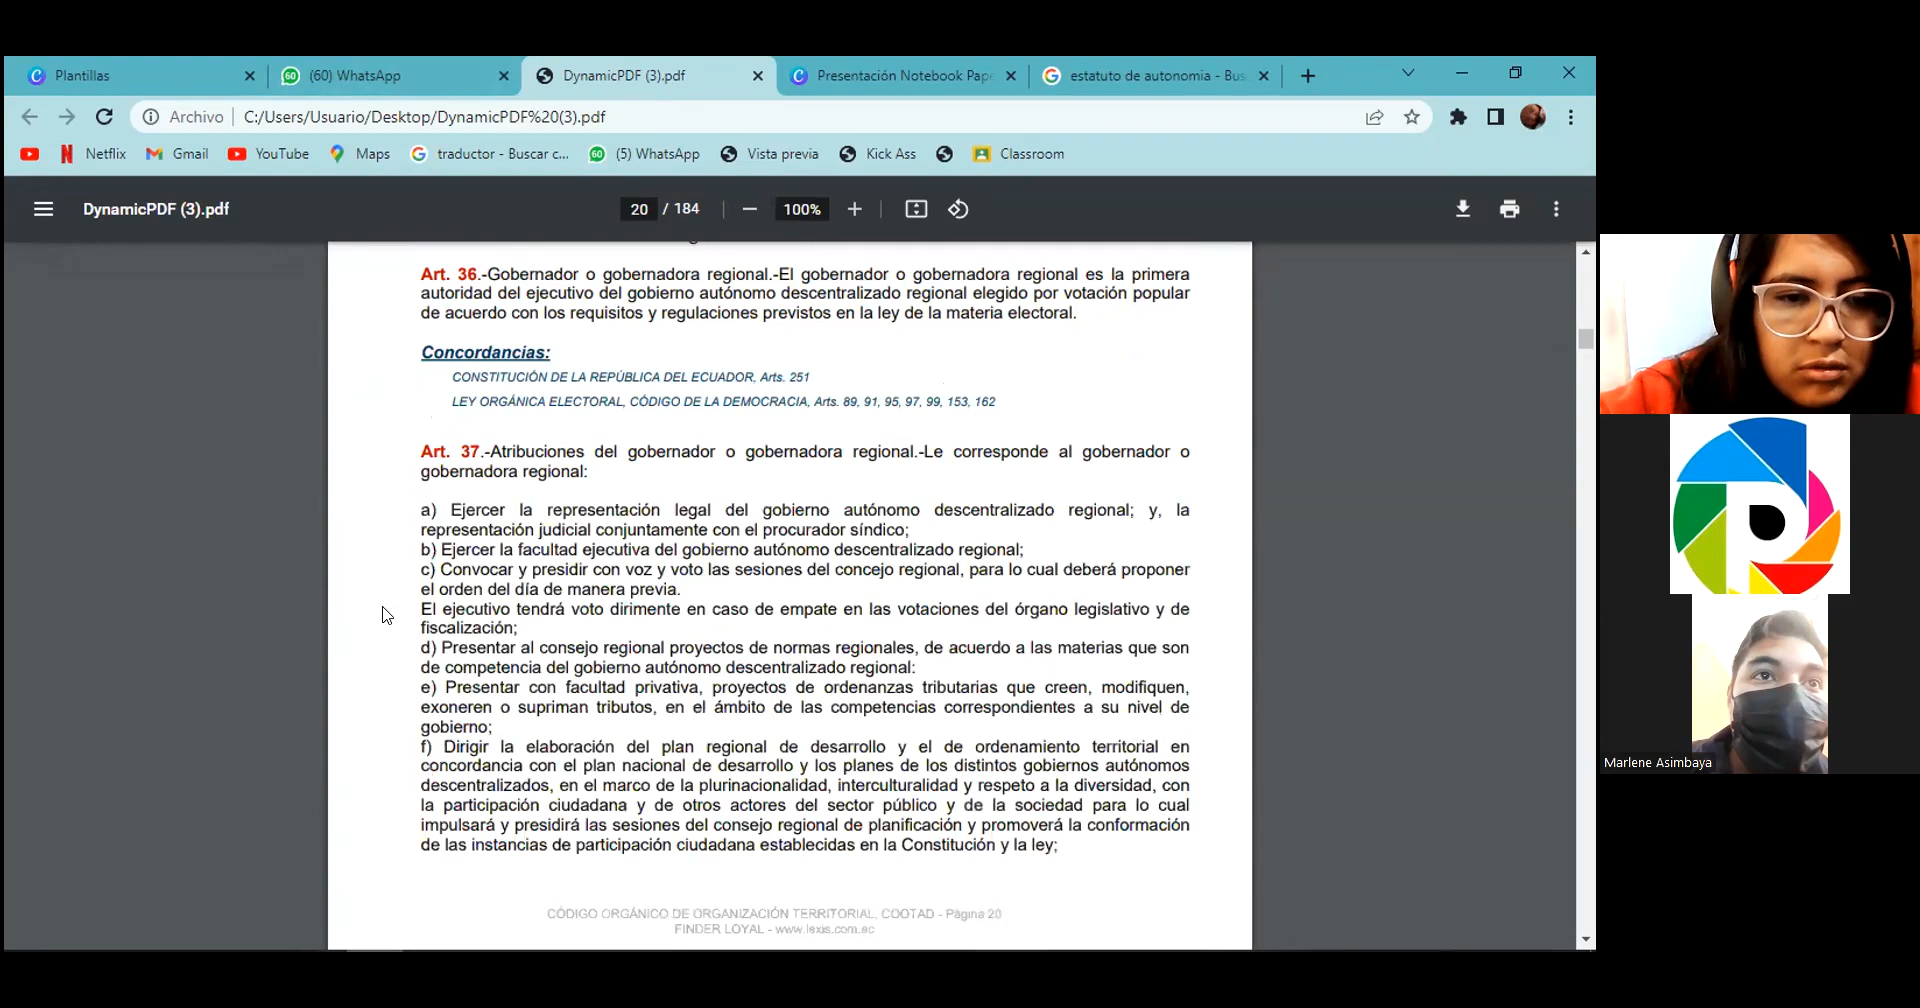 Plantillas
(60) WhatsApp
DynamicPDF (3).pdf
Presentación Notebook Pape
estatuto de autonomia - Bus
Archivo
C:/Users/Usuario/Desktop/DynamicPDF%20(3).pdf
Netflix
Gmail
YouTube
Maps
traductor - Buscar c...
60
(5) WhatsApp
Vista previa
Kick Ass
Classroom
DynamicPDF (3).pdf
20 / 184
100%
Art. 36.-Gobernador o gobernadora regional.-El gobernador o gobernadora regional es la primera
autoridad del ejecutivo del gobierno autónomo descentralizado regional elegido por votación popular
de acuerdo con los requisitos y regulaciones previstos en la ley de la materia electoral.
Concordancias:
CONSTITUCIÓN DE LA REPÚBLICA DEL ECUADOR, Arts. 251
LEY ORGÁNICA ELECTORAL, CÓDIGO DE LA DEMOCRACIA, Arts. 89, 91, 95, 97, 99, 153, 162
Art. 37.-Atribuciones del gobernador o gobernadora regional.-Le corresponde al gobernador o
gobernadora regional:
a) Ejercer la representación legal del gobierno autónomo descentralizado regional; y, la
representación judicial conjuntamente con el procurador síndico;
b) Ejercer la facultad ejecutiva del gobierno autónomo descentralizado regional;
c) Convocar y presidir con voz y voto las sesiones del concejo regional, para lo cual deberá proponer
el orden del día de manera previa.
El ejecutivo tendrá voto dirimente en caso de empate en las votaciones del órgano legislativo y de
fiscalización;
d) Presentar al consejo regional proyectos de normas regionales, de acuerdo a las materias que son
de competencia del gobierno autónomo descentralizado regional:
e) Presentar con facultad privativa, proyectos de ordenanzas tributarias que creen, modifiquen,
exoneren o supriman tributos, en el ámbito de las competencias correspondientes a su nivel de
gobierno;
f) Dirigir la elaboración del plan regional de desarrollo y el de ordenamiento territorial en
concordancia con el plan nacional de desarrollo y los planes de los distintos gobiernos autónomos
descentralizados, en el marco de la plurinacionalidad, interculturalidad y respeto a la diversidad, con
la participación ciudadana y de otros actores del sector público y de la sociedad para lo cual
impulsará y presidirá las sesiones del consejo regional de planificación y promoverá la conformación
de las instancias de participación ciudadana establecidas en la Constitución y la ley;
CÓDIGO ORGÁNICO DE ORGANIZACIÓN TERRITORIAL, COOTAD - Página 20
FINDER LOYAL - www.lexis.com.ec
Marlene Asimbaya